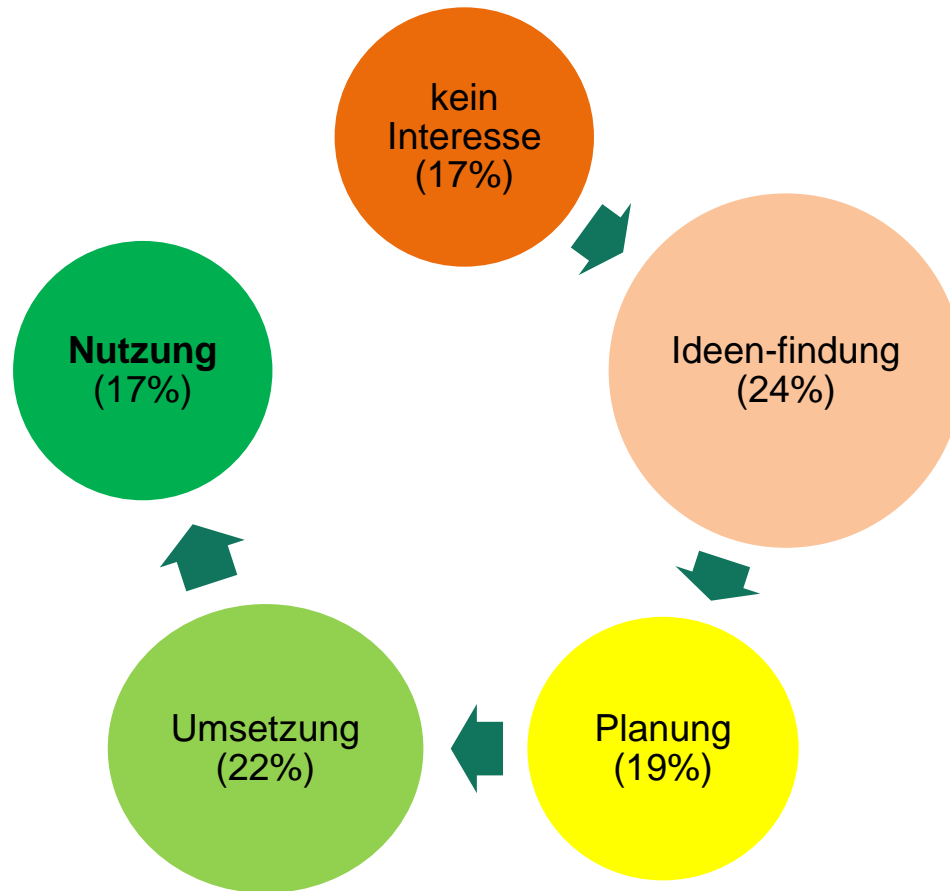 kein
Interesse
(17%)
Ideen-findung
(24%)
Planung
(19%)
Umsetzung
(22%)
Nutzung
(17%)